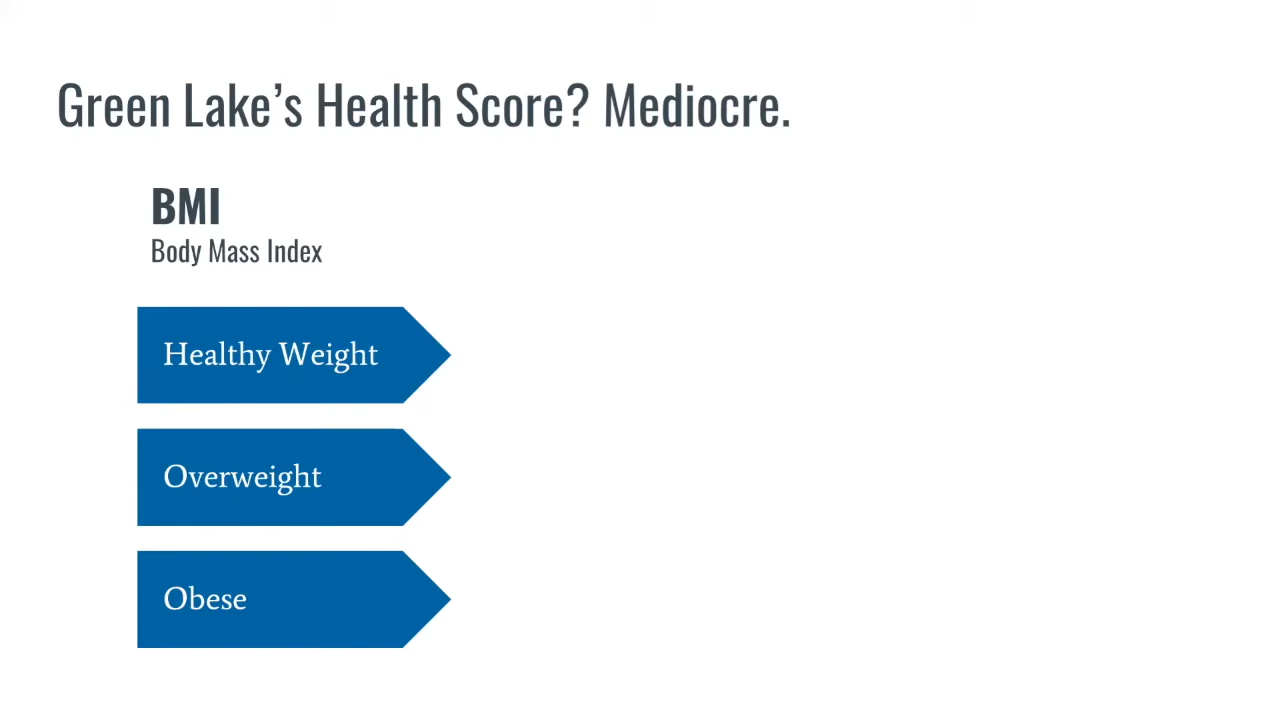 Green Lake’s Health Score? Mediocre.
BMI
Body Mass Index
Healthy Weight
Overweight
Obese